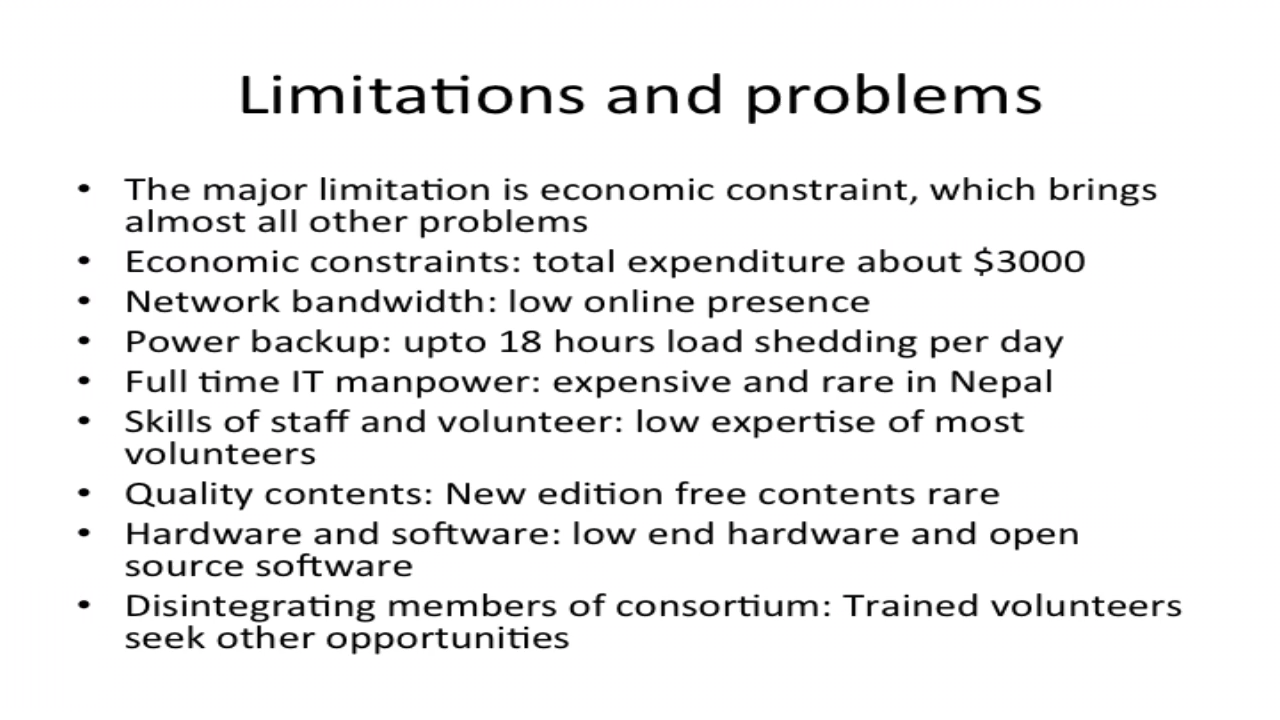 Limitations and problems
• The major limitation is economic constraint, which brings
almost all other problems
• Economic constraints: total expenditure about $3000
• Network bandwidth: low online presence
• Power backup: upto 18 hours load shedding per day
• Full time IT manpower: expensive and rare in Nepal
• Skills of staff and volunteer: low expertise of most
volunteers
• Quality contents: New edition free contents rare
• Hardware and software: low end hardware and open
source software
• Disintegrating members of consortium: Trained volunteers
seek other opportunities